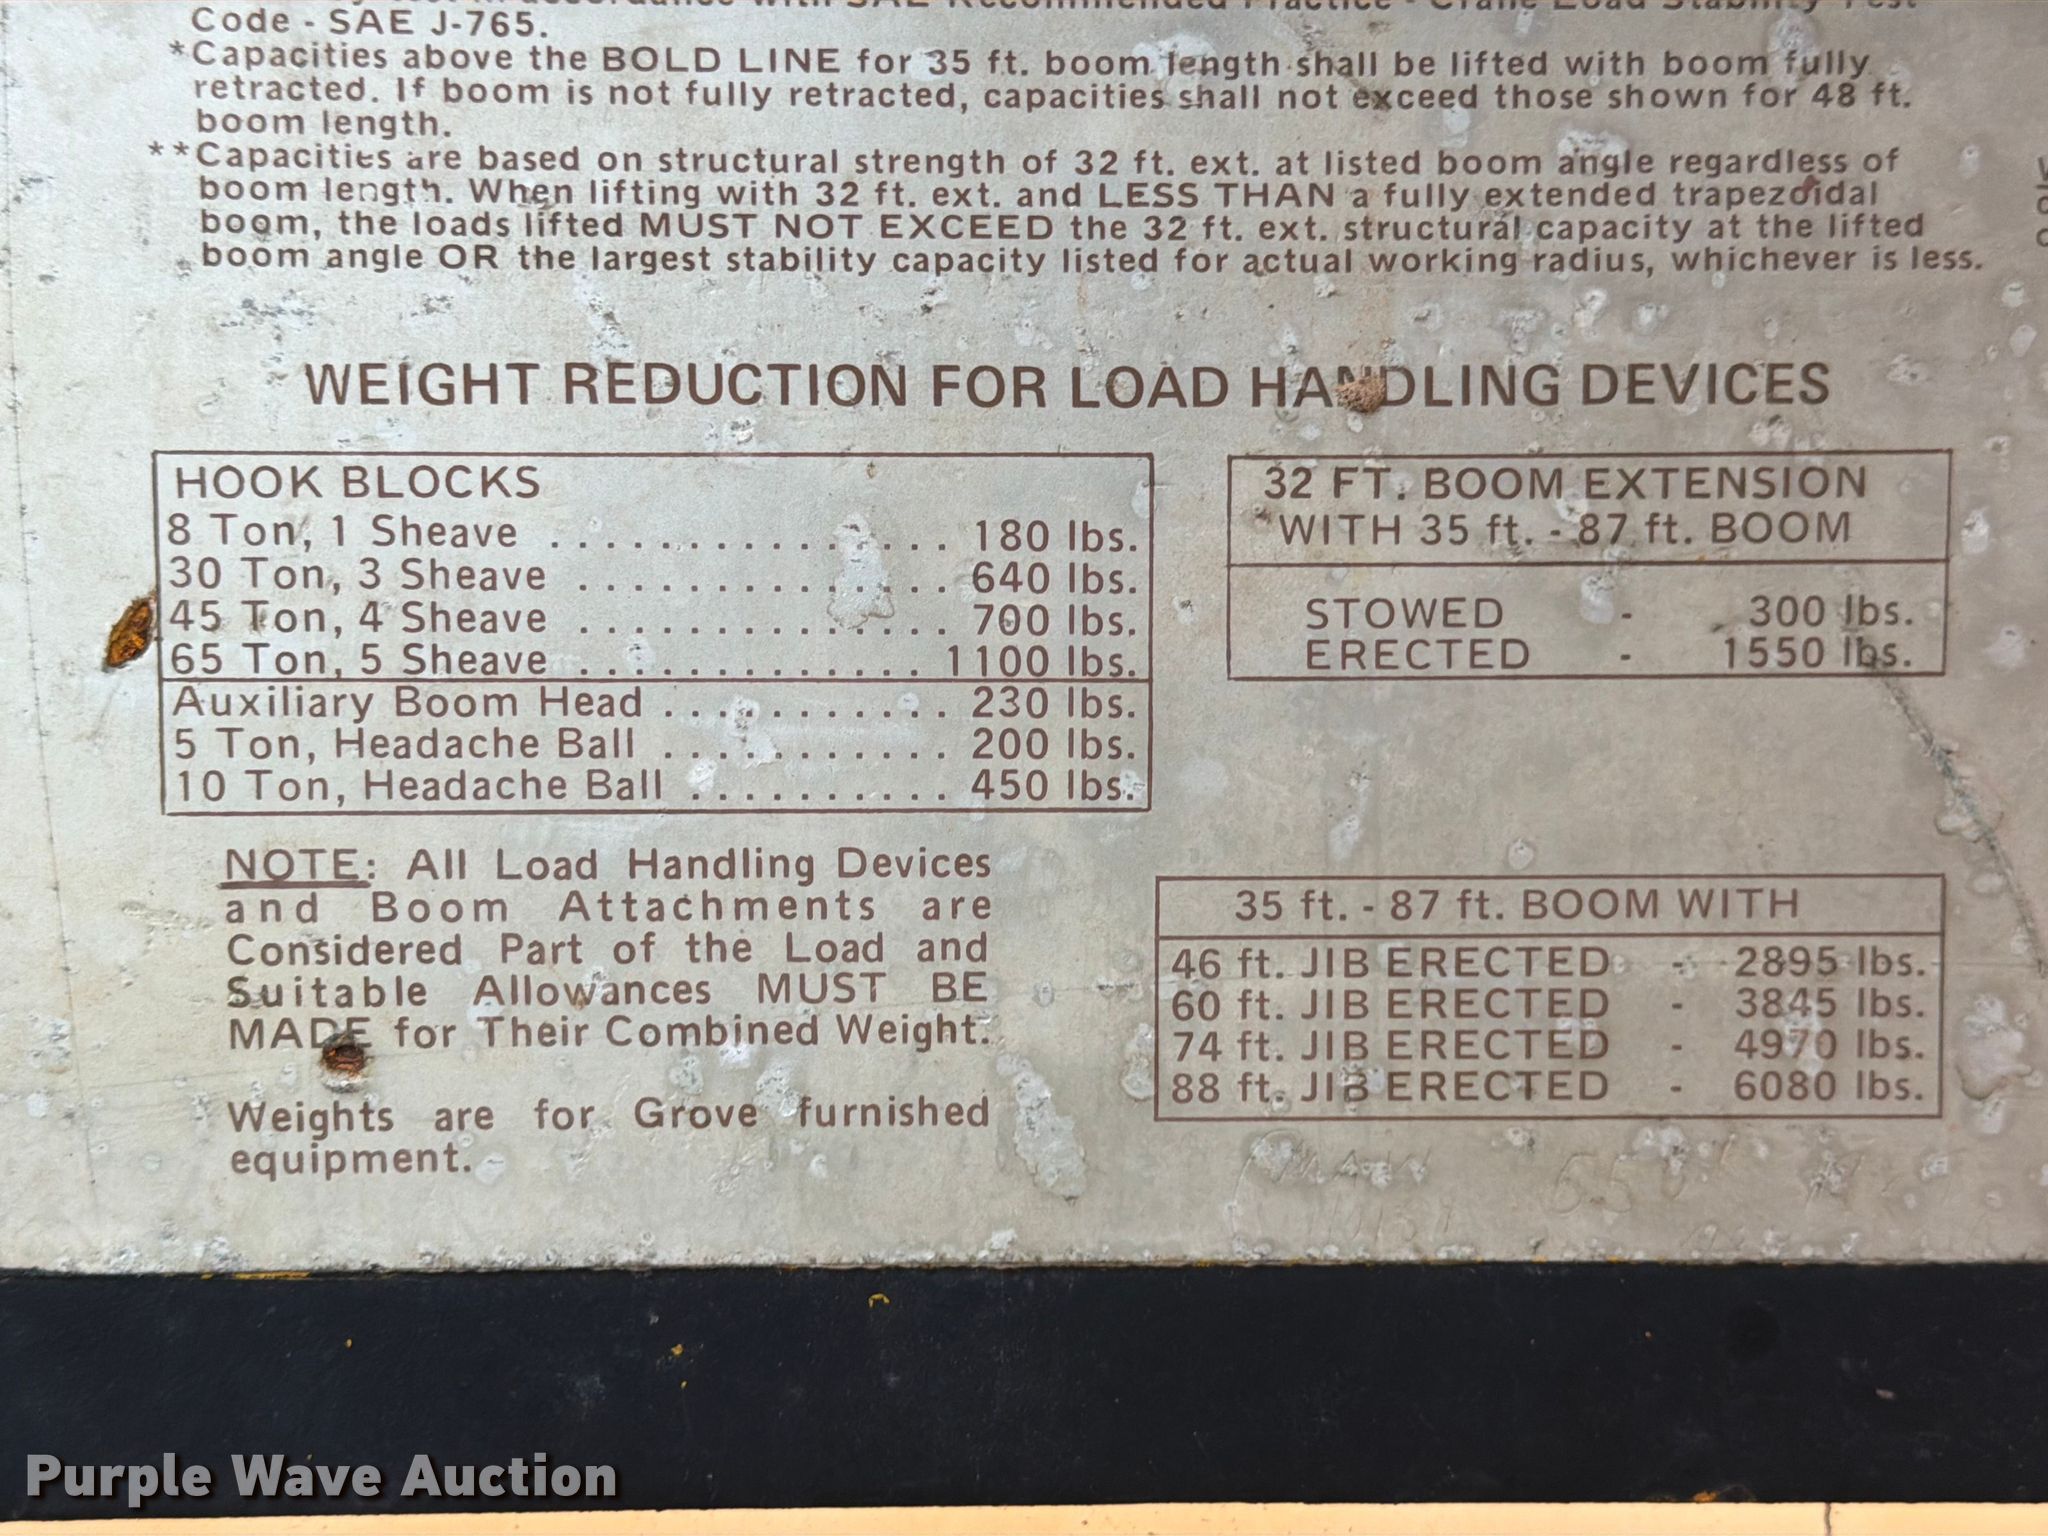 Recommended Practice - Crane Load Stability Test
Code - SAE J-765.
*Capacities above the BOLD LINE for 35 ft. boom length shall be lifted with boom fully
retracted. If boom is not fully retracted, capacities shall not exceed those shown for 48 ft.
boom length.
**Capacities are based on structural strength of 32 ft. ext. at listed boom angle regardless of
boom length. When lifting with 32 ft. ext. and LESS THAN a fully extended trapezoidal
boom, the loads lifted MUST NOT EXCEED the 32 ft. ext. structural capacity at the lifted
boom angle OR the largest stability capacity listed for actual working radius, whichever is less.
WEIGHT REDUCTION FOR LOAD HANDLING DEVICES
HOOK BLOCKS
8 Ton, 1 Sheave ............... 180 lbs.
30 Ton, 3 Sheave .............. 640 lbs.
45 Ton, 4 Sheave .............. 700 lbs.
65 Ton, 5 Sheave ............. 1100 lbs.
Auxiliary Boom Head ........... 230 lbs.
5 Ton, Headache Ball ........... 200 lbs.
10 Ton, Headache Ball .......... 450 lbs.
32 FT. BOOM EXTENSION
WITH 35 ft. - 87 ft. BOOM
STOWED - 300 lbs.
ERECTED - 1550 lbs.
NOTE: All Load Handling Devices
and Boom Attachments are
Considered Part of the Load and
Suitable Allowances MUST BE
MADE for Their Combined Weight.
Weights are for Grove furnished
equipment.
35 ft. - 87 ft. BOOM WITH
46 ft. JIB ERECTED - 2895 lbs.
60 ft. JIB ERECTED - 3845 lbs.
74 ft. JIB ERECTED - 4970 lbs.
88 ft. JIB ERECTED - 6080 lbs.
Purple Wave Auction